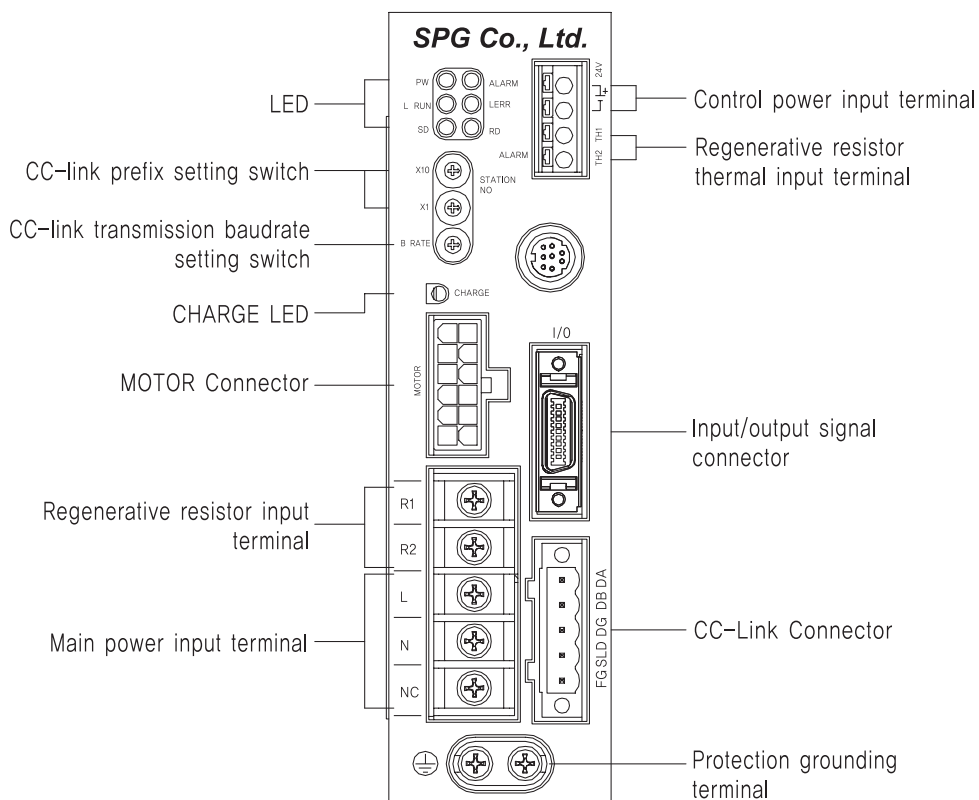 SPG Co., Ltd.
LED
PW
ALARM
L RUN
LERR
SD
RD
24V
+
-
TH1
TH2
ALARM
Control power input terminal
Regenerative resistor
thermal input terminal
CC-link prefix setting switch
X10
X1
STATION
NO
CC-link transmission baudrate
setting switch
B RATE
CHARGE LED
CHARGE
MOTOR Connector
MOTOR
I/O
Input/output signal
connector
Regenerative resistor input
terminal
R1
R2
Main power input terminal
L
N
NC
FG SLD DG DB DA
CC-Link Connector
Protection grounding
terminal